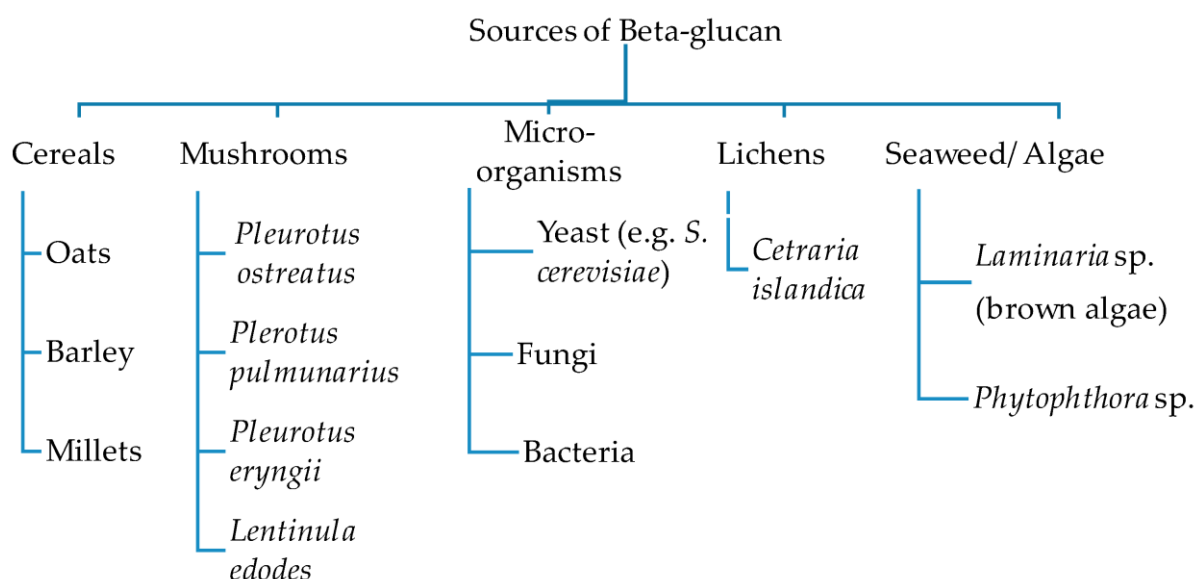 Sources of Beta-glucan
Cereals
Oats
Barley
Millets
Mushrooms
Pleurotus
ostreatus
Plerotus
pulmunarius
Pleurotus
eryngii
Lentinula
edodes
Micro-
organisms
Yeast (e.g. S.
cerevisiae)
Fungi
Bacteria
Lichens
Cetraria
islandica
Seaweed/ Algae
Laminaria sp.
(brown algae)
Phytophthora sp.